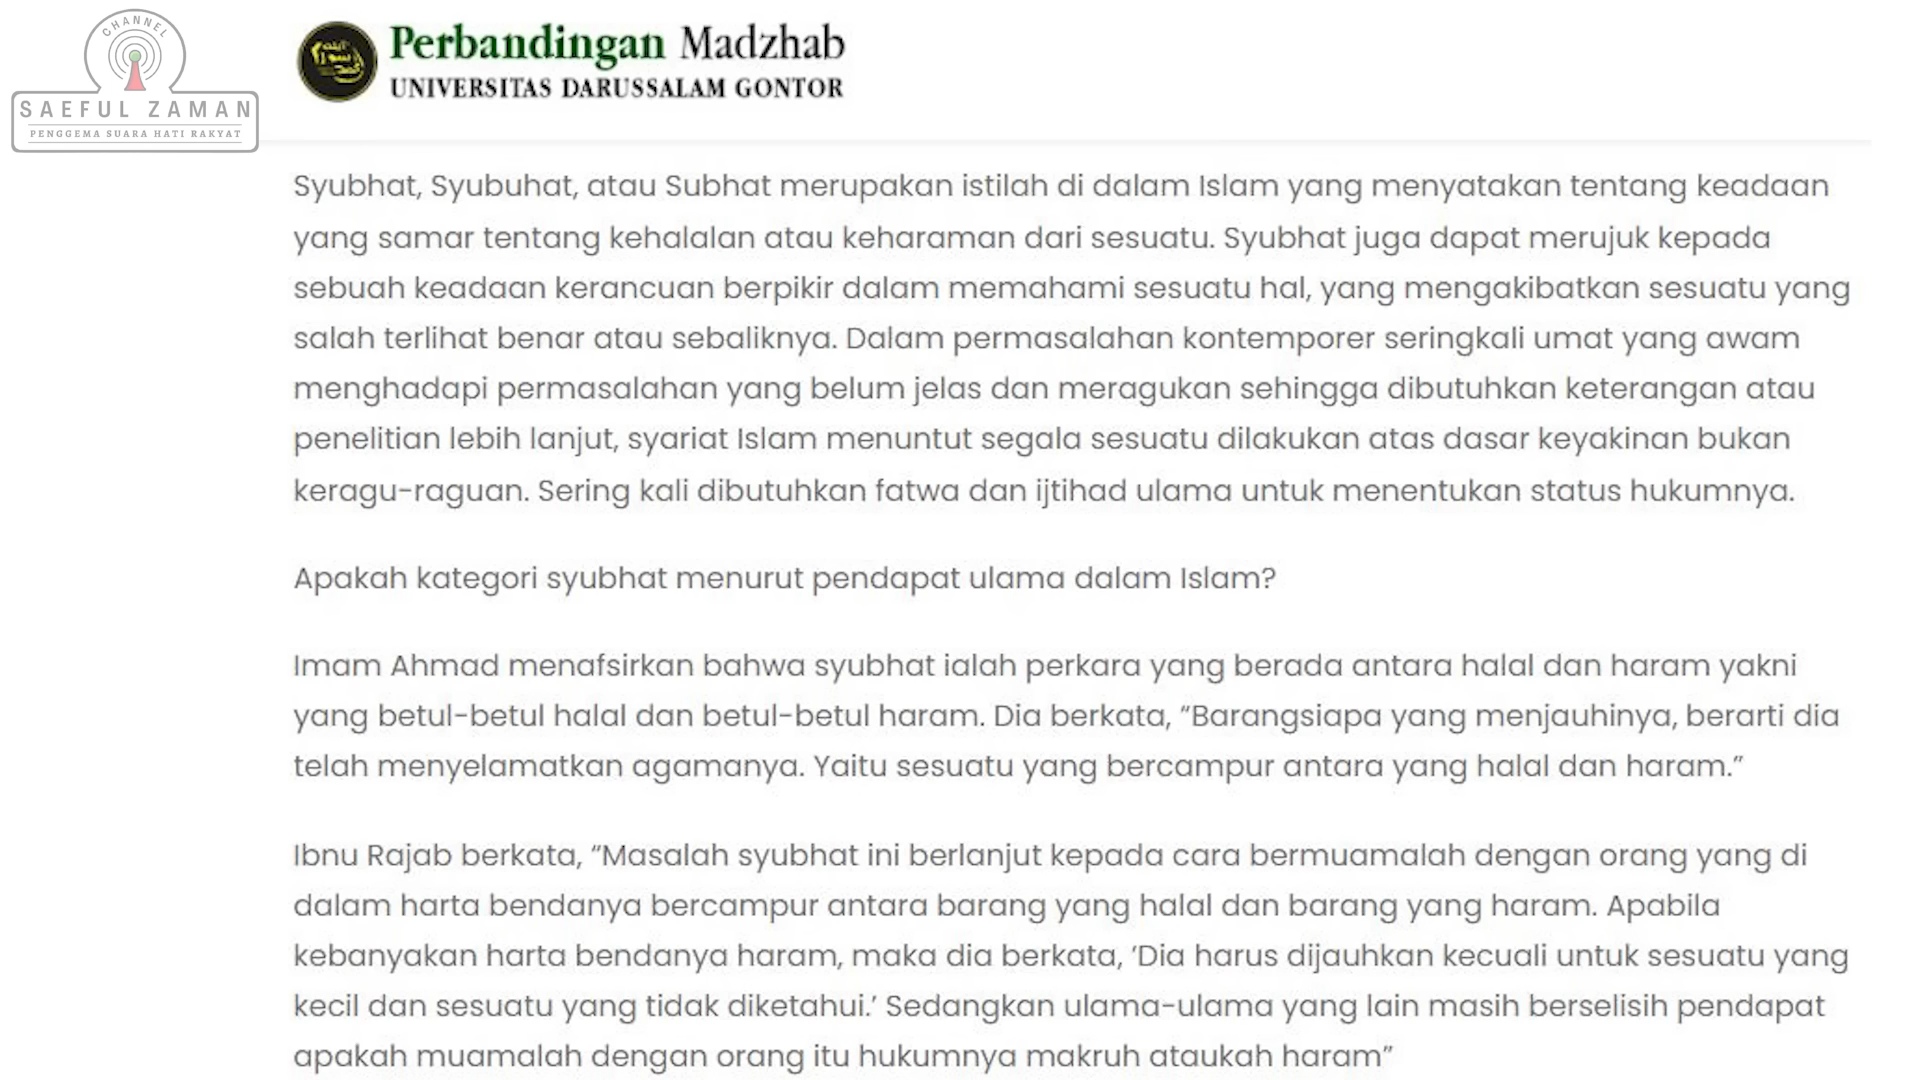 CHANNEL
SAEFUL ZAMAN
PENGGEMA SUARA HATI RAKYAT
Perbandingan Madzhab
UNIVERSITAS DARUSSALAM GONTOR
Syubhat, Syubuhat, atau Subhat merupakan istilah di dalam Islam yang menyatakan tentang keadaan
yang samar tentang kehalalan atau keharaman dari sesuatu. Syubhat juga dapat merujuk kepada
sebuah keadaan kerancuan berpikir dalam memahami sesuatu hal, yang mengakibatkan sesuatu yang
salah terlihat benar atau sebaliknya. Dalam permasalahan kontemporer seringkali umat yang awam
menghadapi permasalahan yang belum jelas dan meragukan sehingga dibutuhkan keterangan atau
penelitian lebih lanjut, syariat Islam menuntut segala sesuatu dilakukan atas dasar keyakinan bukan
keragu-raguan. Sering kali dibutuhkan fatwa dan ijtihad ulama untuk menentukan status hukumnya.
Apakah kategori syubhat menurut pendapat ulama dalam Islam?
Imam Ahmad menafsirkan bahwa syubhat ialah perkara yang berada antara halal dan haram yakni
yang betul-betul halal dan betul-betul haram. Dia berkata, “Barangsiapa yang menjauhinya, berarti dia
telah menyelamatkan agamanya. Yaitu sesuatu yang bercampur antara yang halal dan haram.”
Ibnu Rajab berkata, “Masalah syubhat ini berlanjut kepada cara bermuamalah dengan orang yang di
dalam harta bendanya bercampur antara barang yang halal dan barang yang haram. Apabila
kebanyakan harta bendanya haram, maka dia berkata, ‘Dia harus dijauhkan kecuali untuk sesuatu yang
kecil dan sesuatu yang tidak diketahui.’ Sedangkan ulama-ulama yang lain masih berselisih pendapat
apakah muamalah dengan orang itu hukumnya makruh ataukah haram”